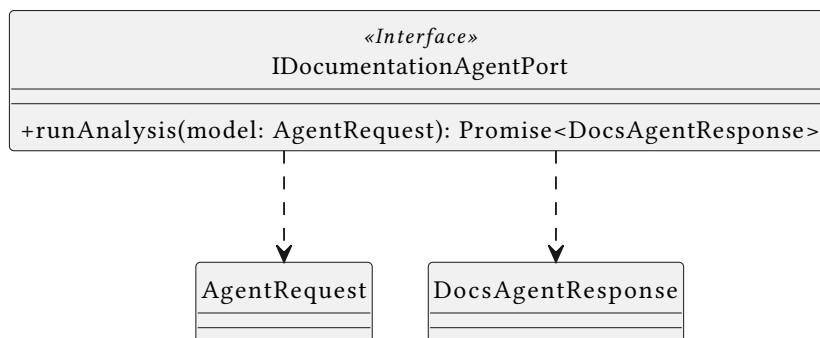 «Interface»
IDocumentationAgentPort
+runAnalysis(model: AgentRequest): Promise<DocsAgentResponse>
AgentRequest
DocsAgentResponse